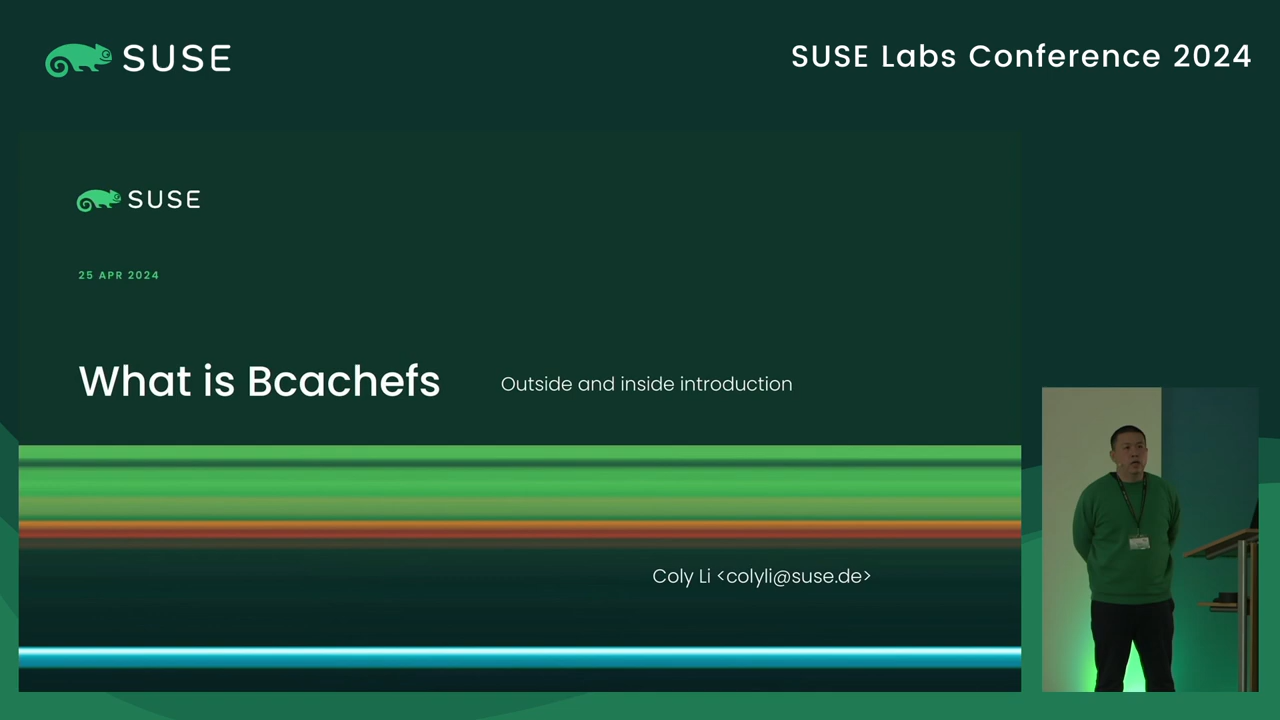 SUSE
SUSE Labs Conference 2024
SUSE
25 APR 2024
What is Bcachefs
Outside and inside introduction
Coly Li <colyli@suse.de>